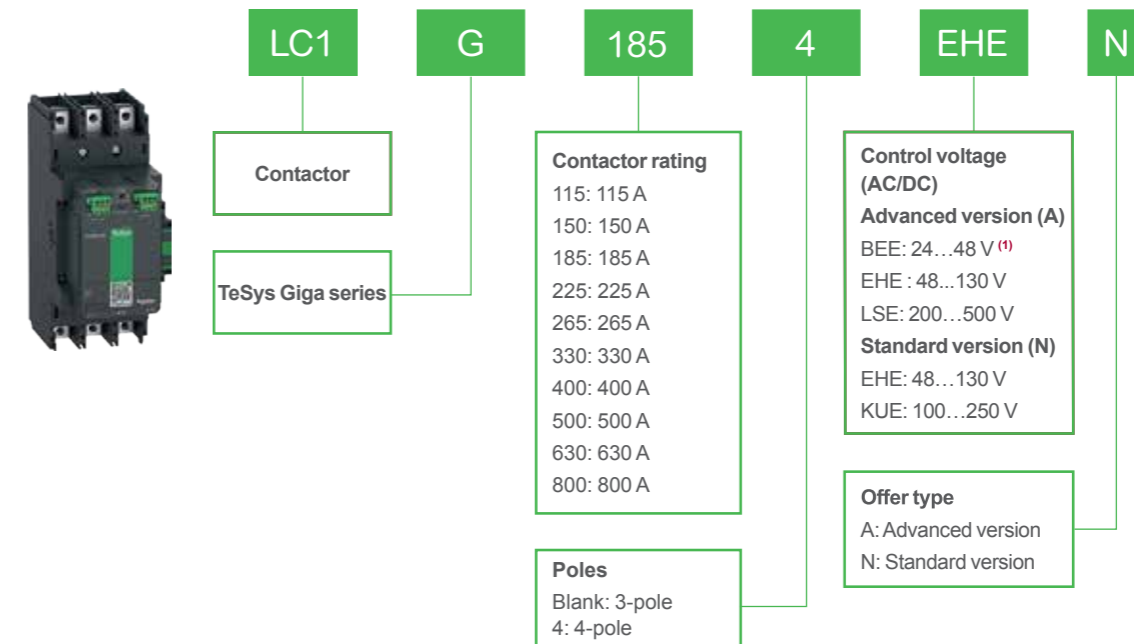 LC1 G 185 4 EHE N
Contactor
TeSys Giga series
Contactor rating
115: 115 A
150: 150 A
185: 185 A
225: 225 A
265: 265 A
330: 330 A
400: 400 A
500: 500 A
630: 630 A
800: 800 A
Poles
Blank: 3-pole
4: 4-pole
Control voltage
(AC/DC)
Advanced version (A)
BEE: 24…48 V (1)
EHE : 48...130 V
LSE: 200…500 V
Standard version (N)
EHE: 48…130 V
KUE: 100…250 V
Offer type
A: Advanced version
N: Standard version